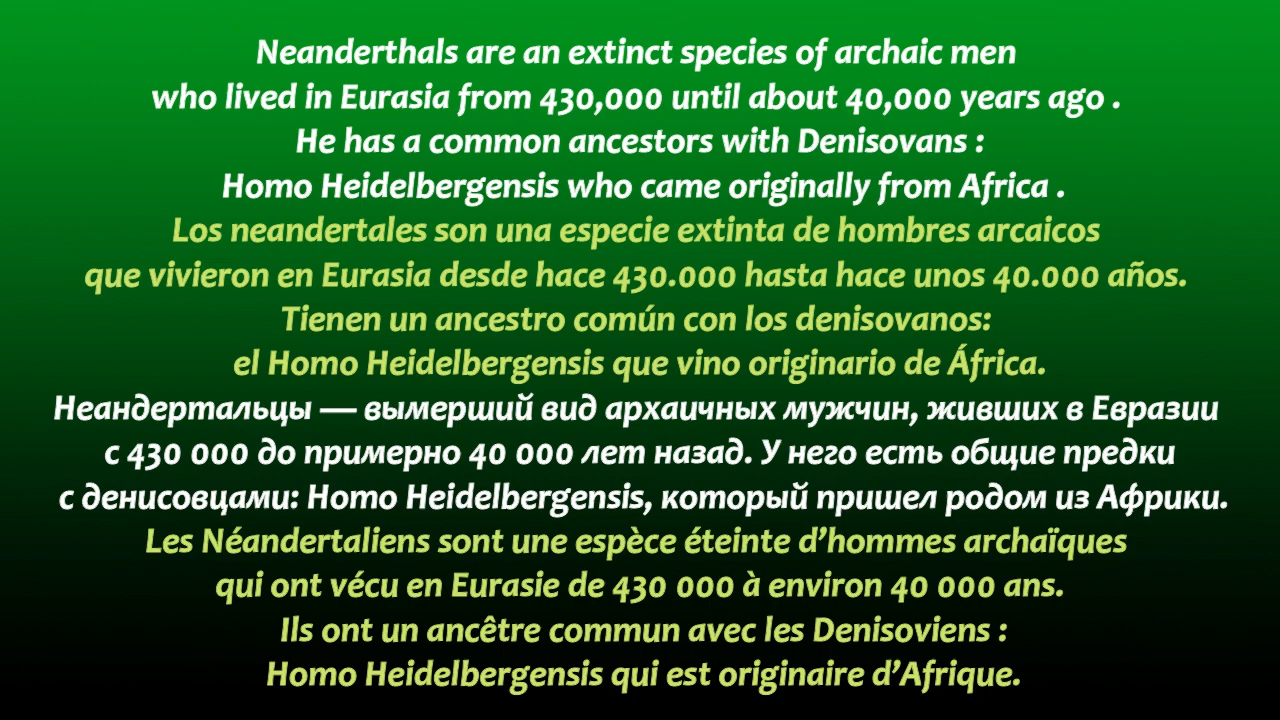 Neanderthals are an extinct species of archaic men
who lived in Eurasia from 430,000 until about 40,000 years ago .
He has a common ancestors with Denisovans :
Homo Heidelbergensis who came originally from Africa .
Los neandertales son una especie extinta de hombres arcaicos
que vivieron en Eurasia desde hace 430.000 hasta hace unos 40.000 años.
Tienen un ancestro común con los denisovanos:
el Homo Heidelbergensis que vino originario de África.
Неандертальцы — вымерший вид архаичных мужчин, живших в Евразии
с 430 000 до примерно 40 000 лет назад. У него есть общие предки
с денисовцами: Homo Heidelbergensis, который пришел родом из Африки.
Les Néandertaliens sont une espèce éteinte d’hommes archaïques
qui ont vécu en Eurasie de 430 000 à environ 40 000 ans.
Ils ont un ancêtre commun avec les Denisoviens :
Homo Heidelbergensis qui est originaire d’Afrique.